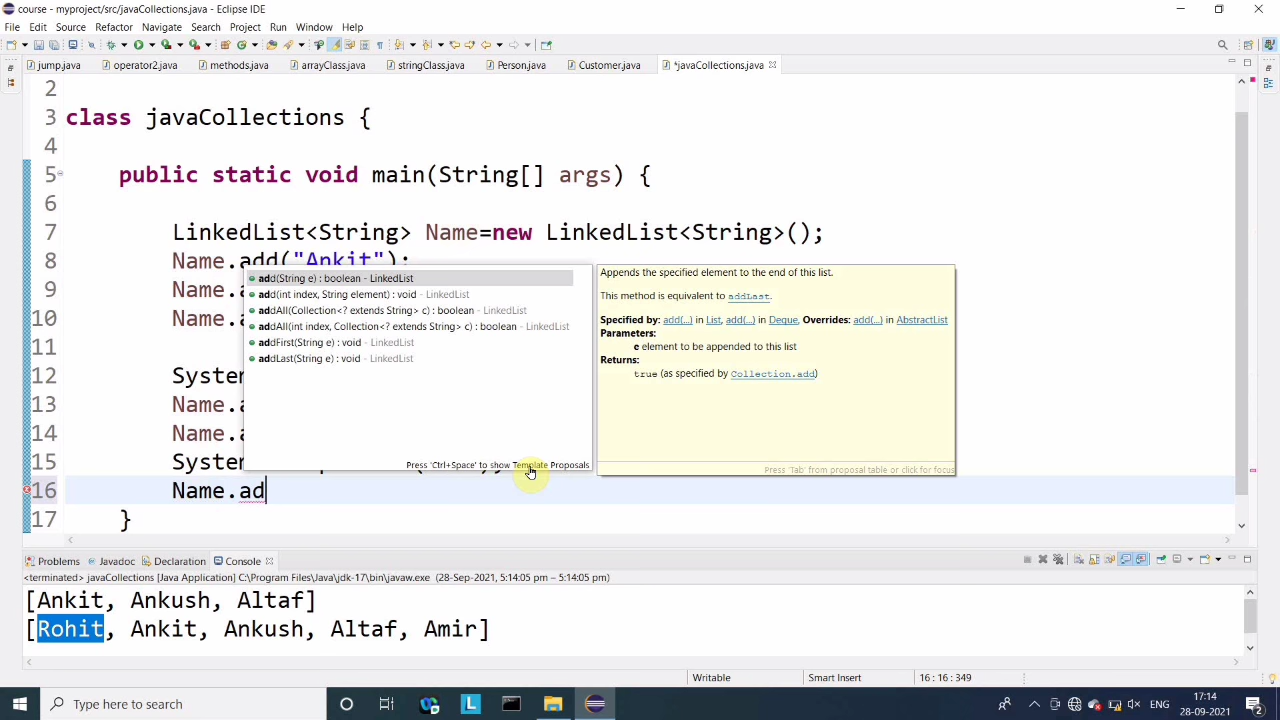 course - myproject/src/javaCollections.java - Eclipse IDE
File Edit Source Refactor Navigate Search Project Run Window Help
jump.java operator2.java methods.java arrayClass.java stringClass.java Person.java Customer.java *javaCollections.java
2
3 class javaCollections {
4
5 public static void main(String[] args) {
6
7 LinkedList<String> Name=new LinkedList<String>();
8 Name.add("Ankit");
9 Name.a
10 Name.a
11
12 System
13 Name.a
14 Name.a
15 System
16 Name.ad
17 }
add(String e) : boolean - LinkedList
add(int index, String element) : void - LinkedList
addAll(Collection<? extends String> c) : boolean - LinkedList
addAll(int index, Collection<? extends String> c) : boolean - LinkedList
addFirst(String e) : void - LinkedList
addLast(String e) : void - LinkedList
Press 'Ctrl+Space' to show Template Proposals
Appends the specified element to the end of this list.
This method is equivalent to addLast.
Specified by: add(...) in List, add(...) in Deque, Overrides: add(...) in AbstractList
Parameters:
e element to be appended to this list
Returns:
true (as specified by Collection.add)
Press 'Tab' from proposal table or click for focus
Problems Javadoc Declaration Console
<terminated> javaCollections [Java Application] C:\Program Files\Java\jdk-17\bin\javaw.exe (28-Sep-2021, 5:14:05 pm – 5:14:05 pm)
[Ankit, Ankush, Altaf]
[Rohit, Ankit, Ankush, Altaf, Amir]
Writable Smart Insert 16 : 16 : 349
Type here to search
ENG
17:14
28-09-2021
2